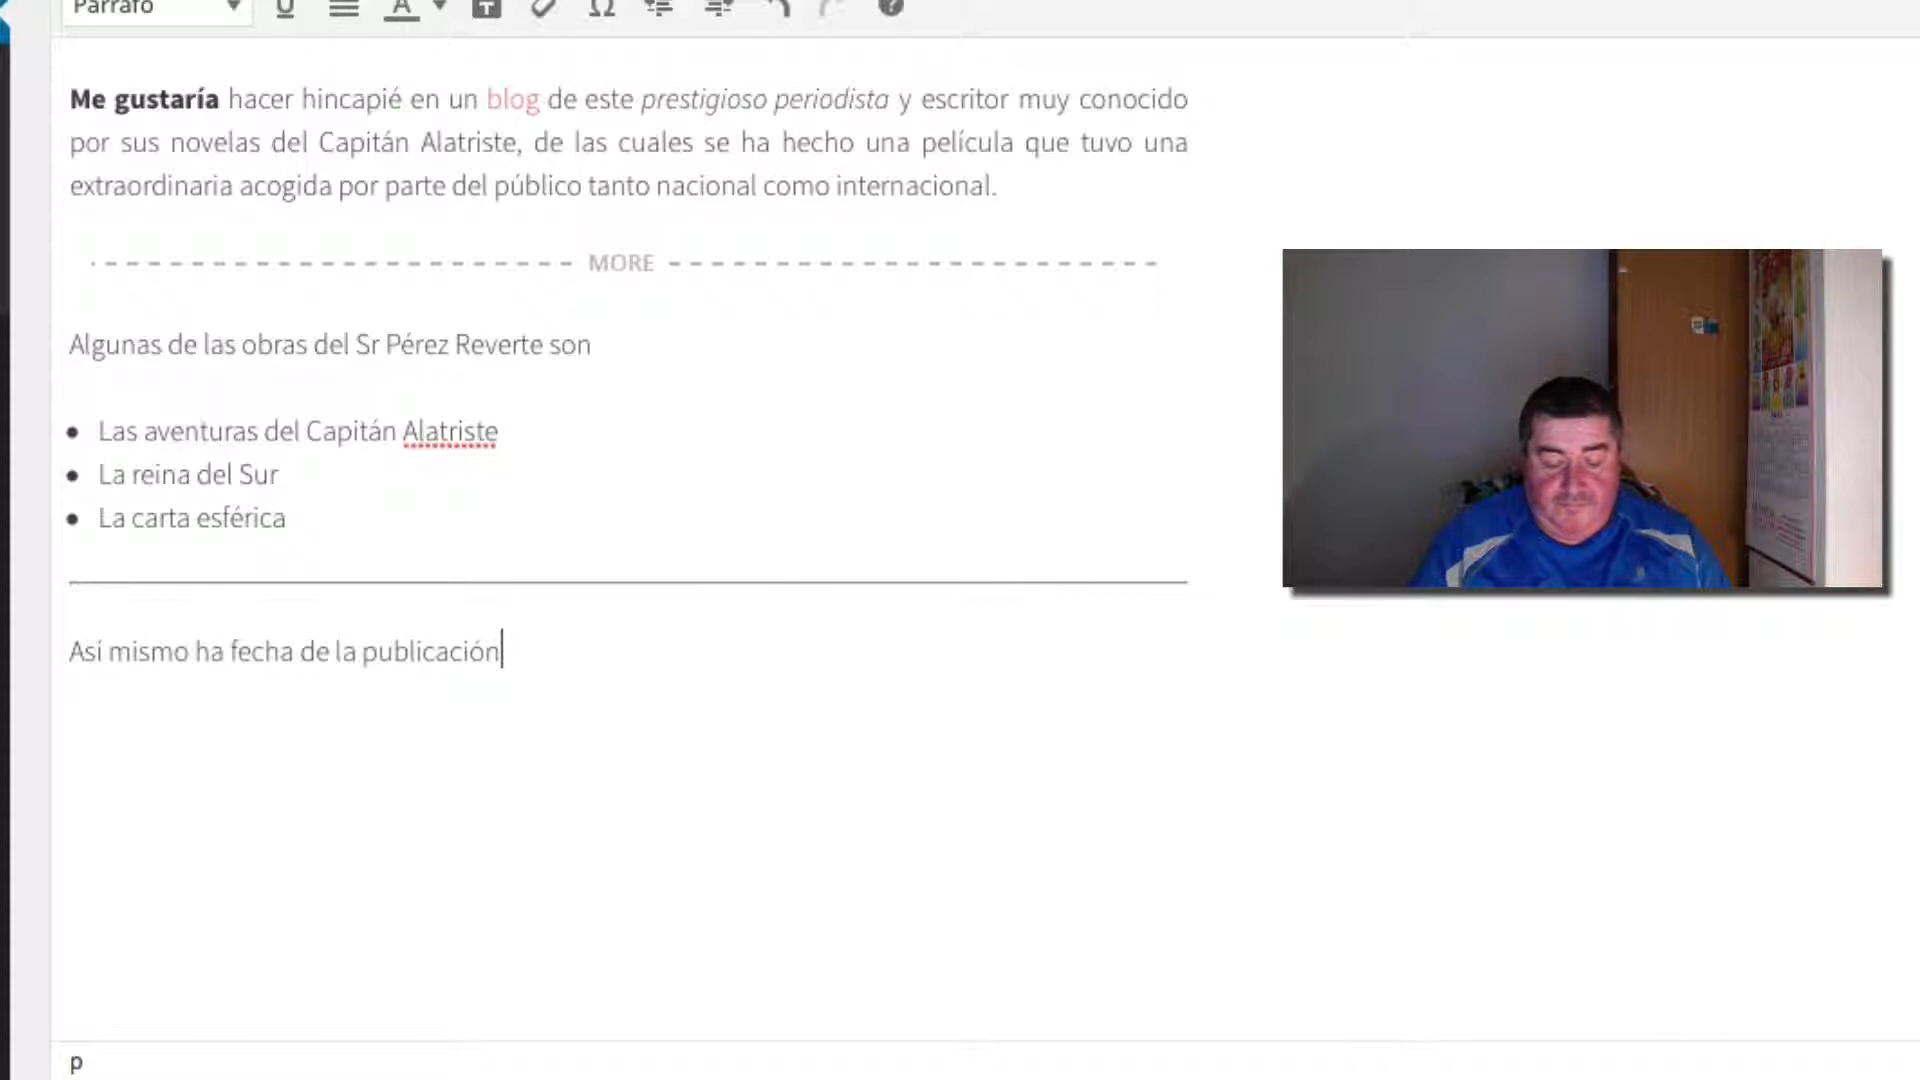 Párrafo
Me gustaría hacer hincapié en un blog de este prestigioso periodista y escritor muy conocido
por sus novelas del Capitán Alatriste, de las cuales se ha hecho una película que tuvo una
extraordinaria acogida por parte del público tanto nacional como internacional.
MORE
Algunas de las obras del Sr Pérez Reverte son
Las aventuras del Capitán Alatriste
La reina del Sur
La carta esférica
Así mismo ha fecha de la publicación
p